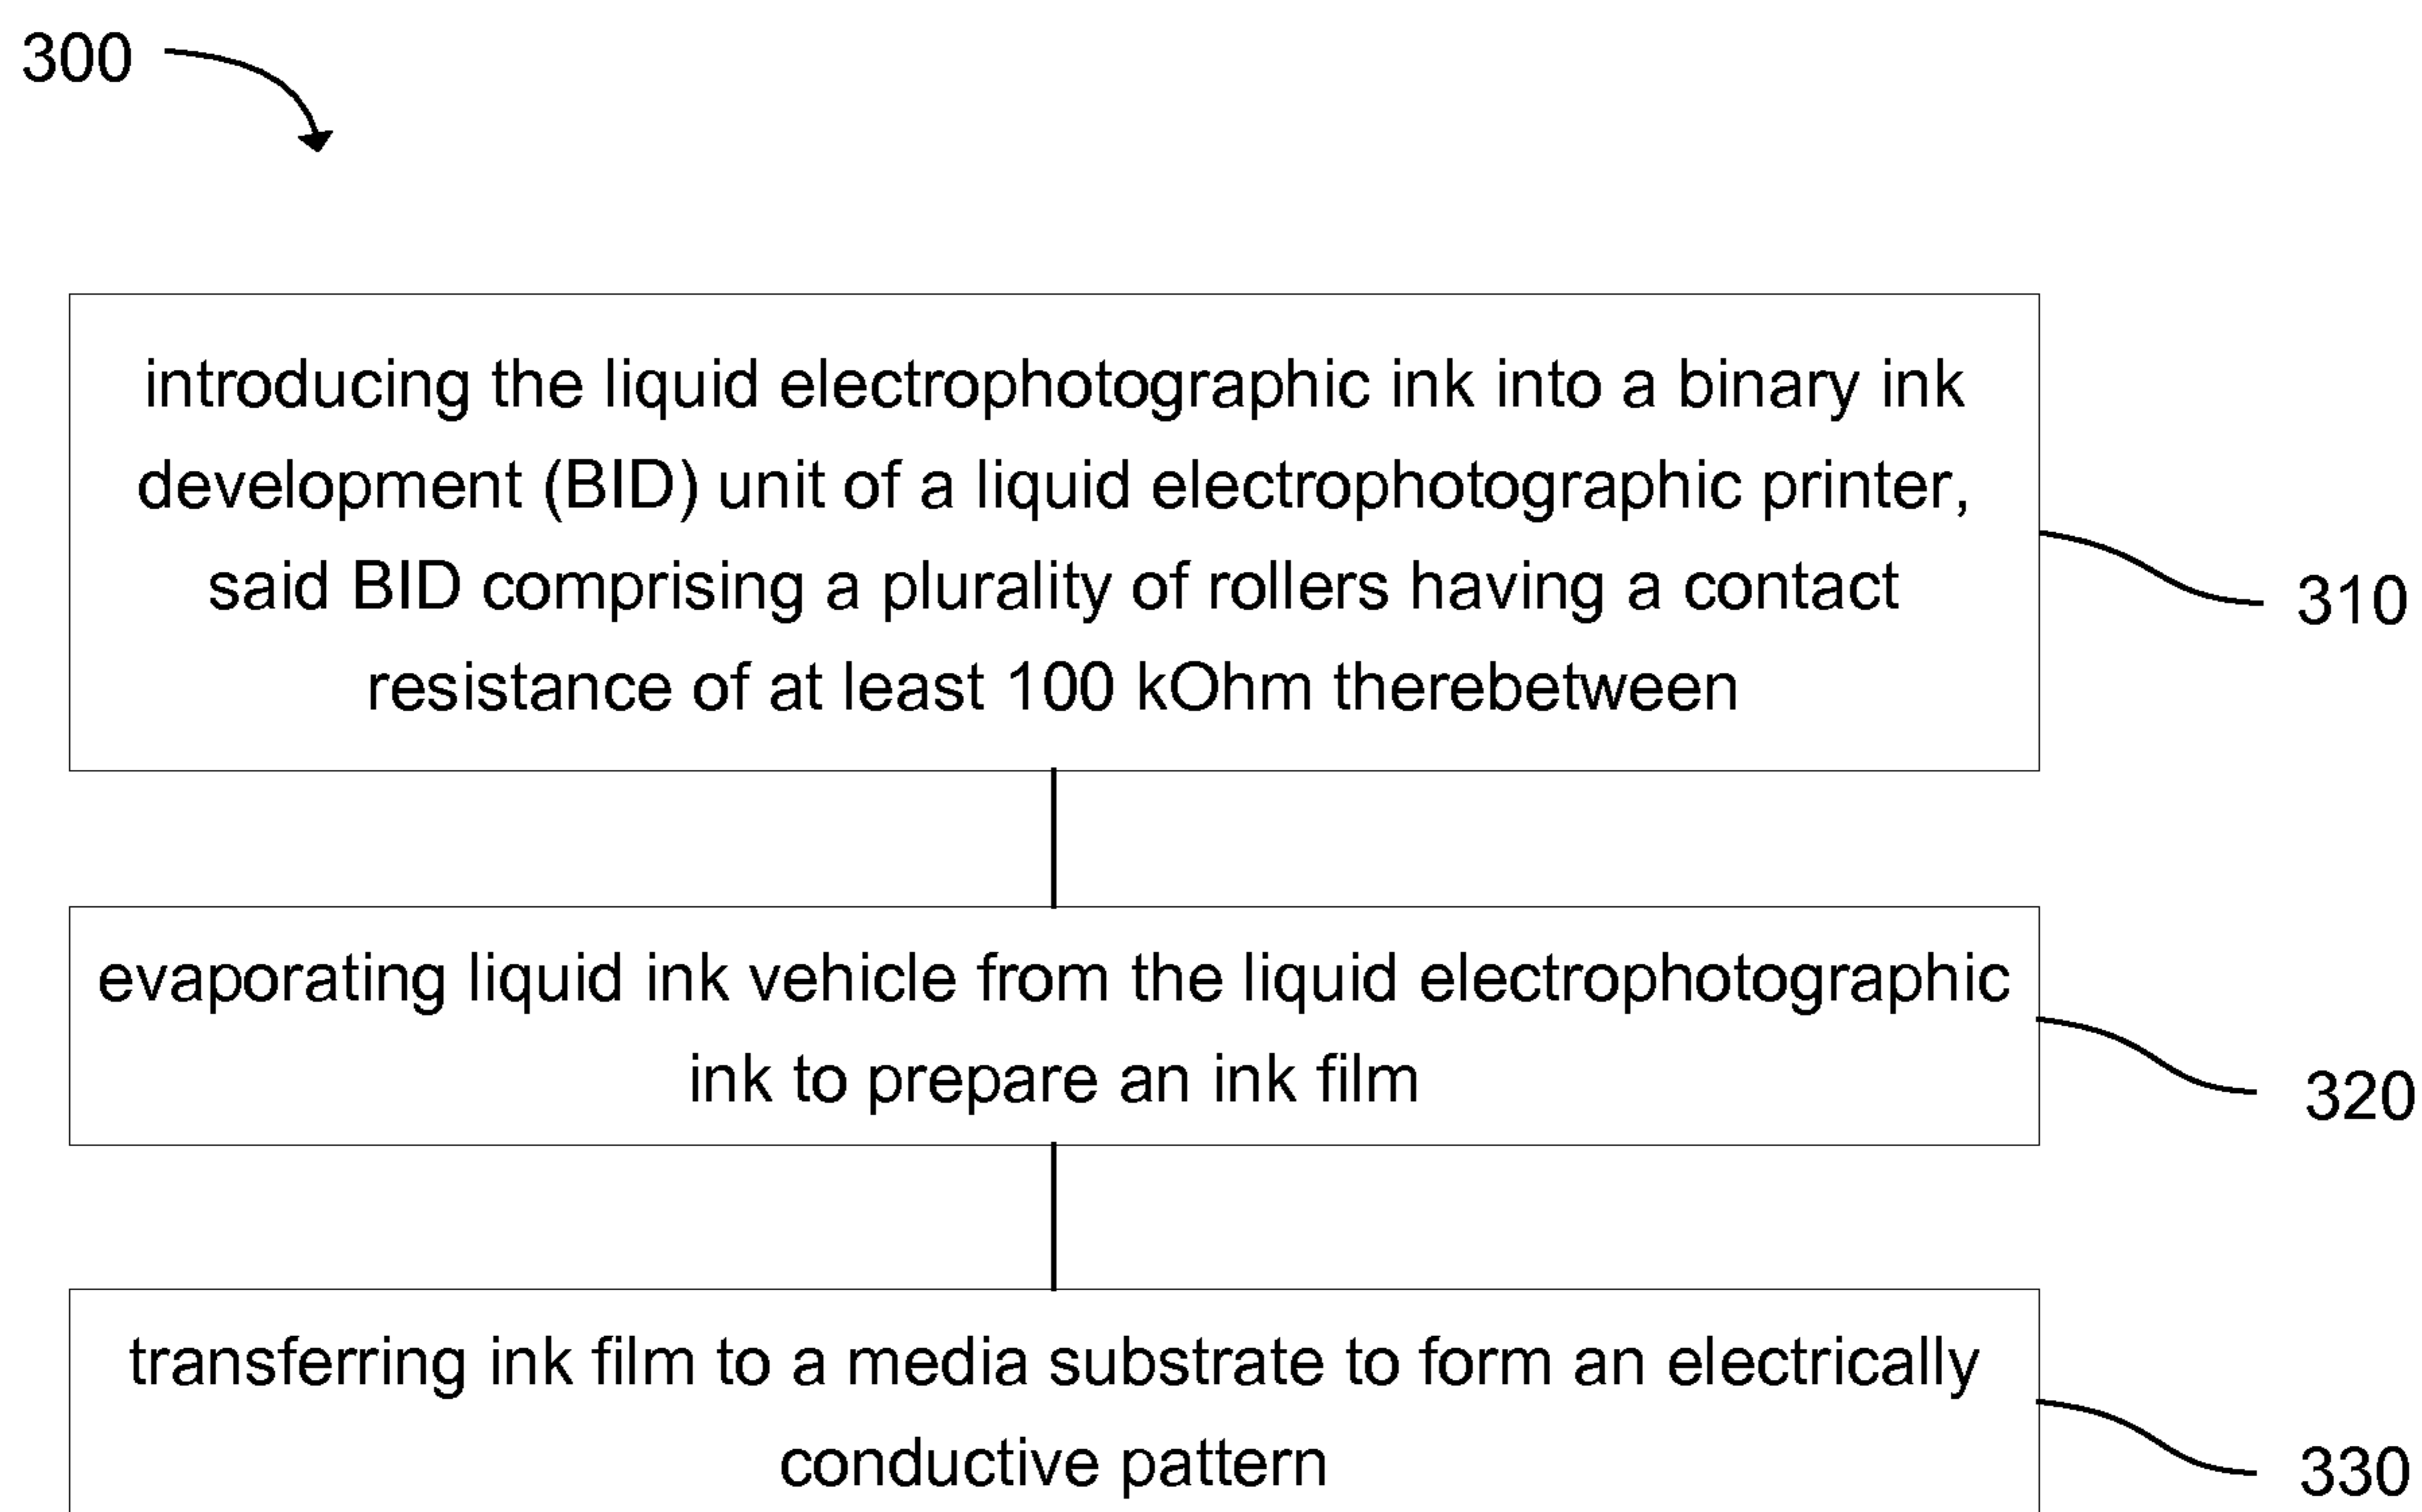 300
introducing the liquid electrophotographic ink into a binary ink
development (BID) unit of a liquid electrophotographic printer,
said BID comprising a plurality of rollers having a contact
resistance of at least 100 kOhm therebetween
310
evaporating liquid ink vehicle from the liquid electrophotographic
ink to prepare an ink film
320
transferring ink film to a media substrate to form an electrically
conductive pattern
330